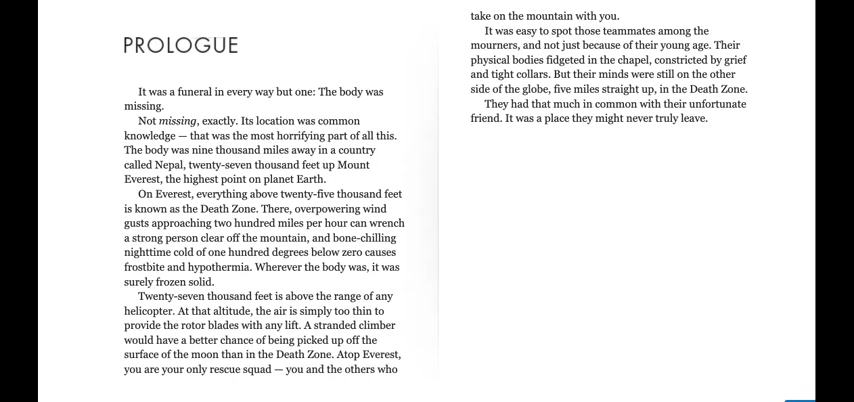 PROLOGUE
It was a funeral in every way but one: The body was
missing.
Not missing, exactly. Its location was common
knowledge — that was the most horrifying part of all this.
The body was nine thousand miles away in a country
called Nepal, twenty-seven thousand feet up Mount
Everest, the highest point on planet Earth.
On Everest, everything above twenty-five thousand feet
is known as the Death Zone. There, overpowering wind
gusts approaching two hundred miles per hour can wrench
a strong person clear off the mountain, and bone-chilling
nighttime cold of one hundred degrees below zero causes
frostbite and hypothermia. Wherever the body was, it was
surely frozen solid.
Twenty-seven thousand feet is above the range of any
helicopter. At that altitude, the air is simply too thin to
provide the rotor blades with any lift. A stranded climber
would have a better chance of being picked up off the
surface of the moon than in the Death Zone. Atop Everest,
you are your only rescue squad — you and the others who
take on the mountain with you.
It was easy to spot those teammates among the
mourners, and not just because of their young age. Their
physical bodies fidgeted in the chapel, constricted by grief
and tight collars. But their minds were still on the other
side of the globe, five miles straight up, in the Death Zone.
They had that much in common with their unfortunate
friend. It was a place they might never truly leave.